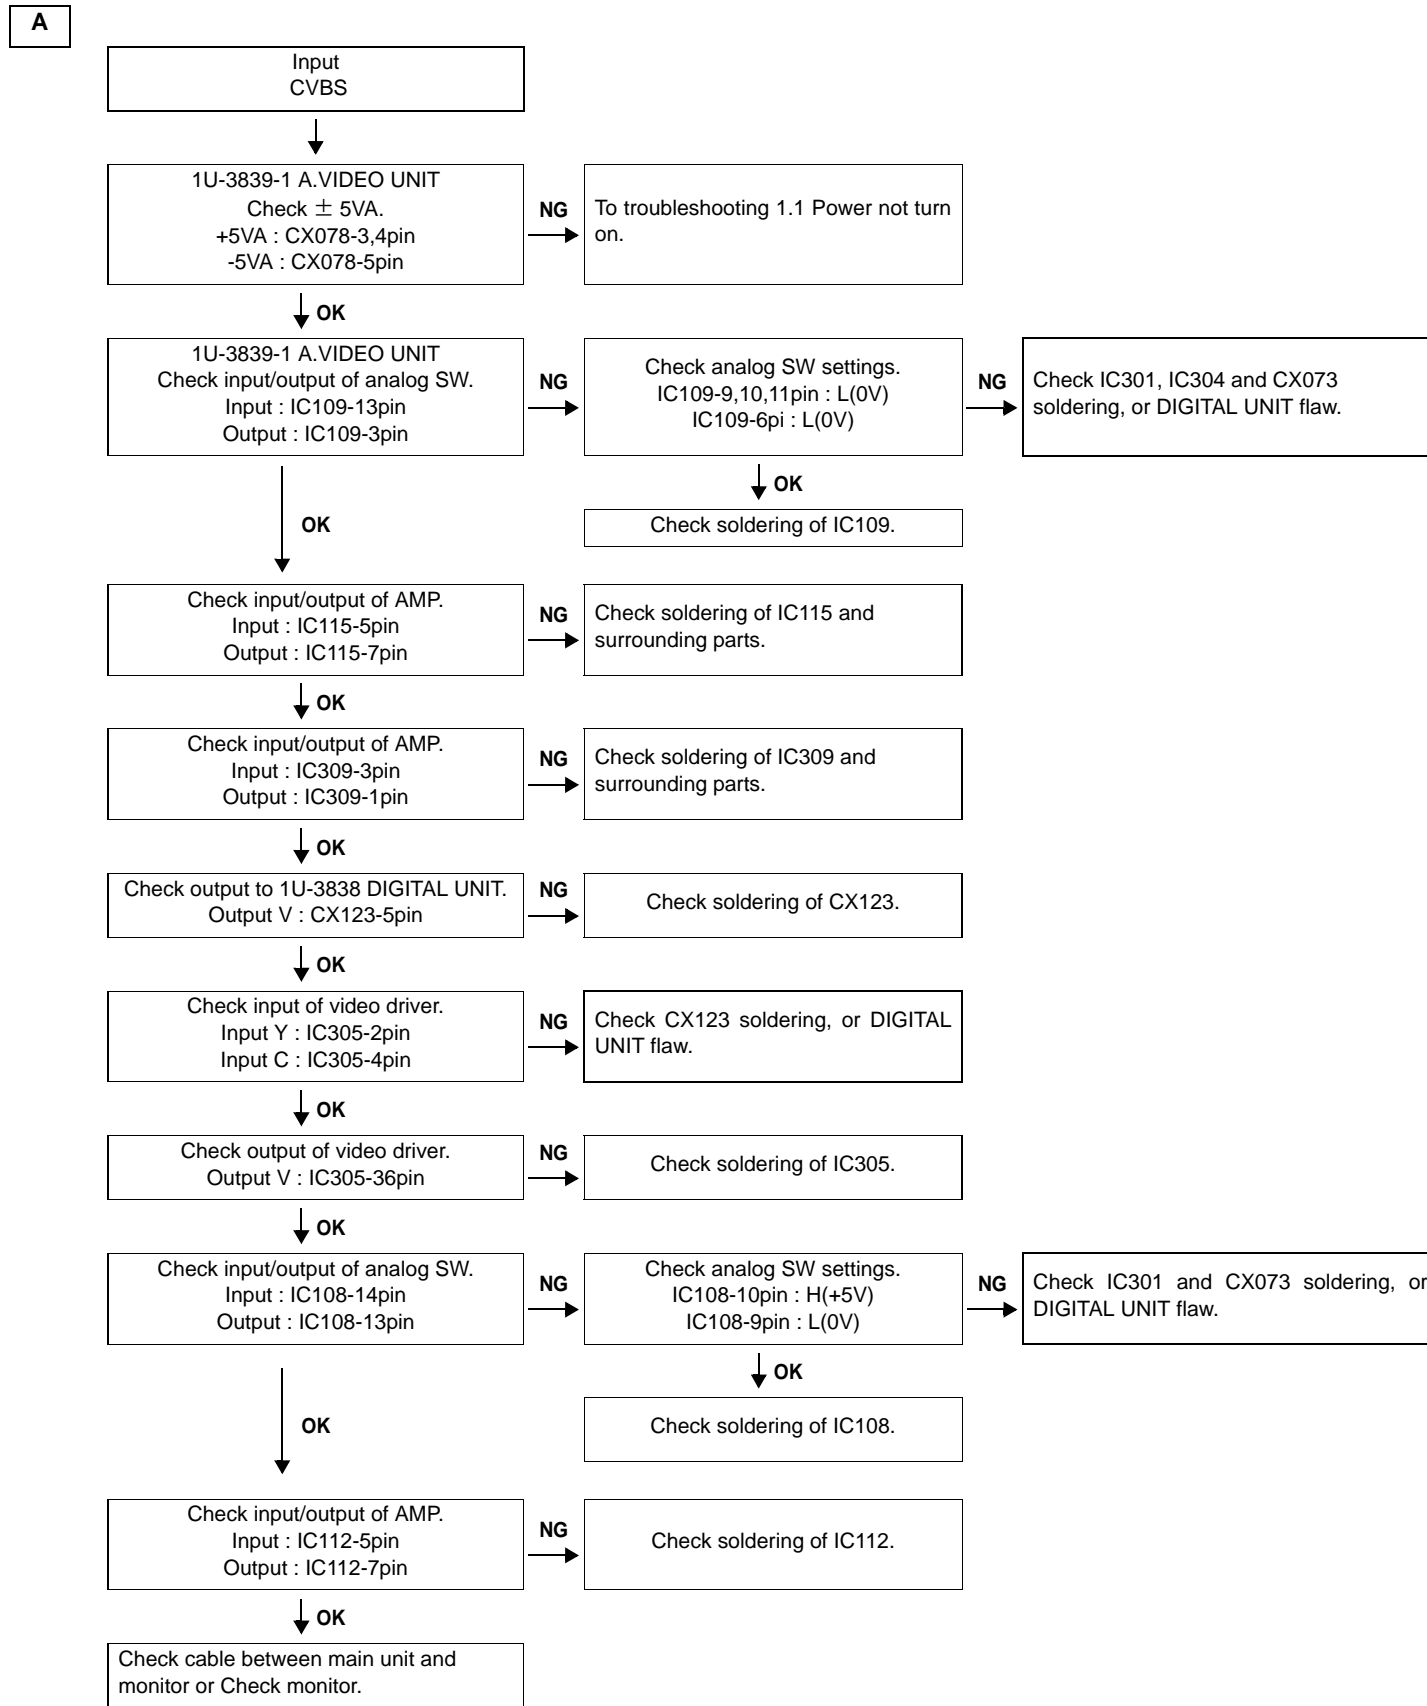 A
Input
CVBS
1U-3839-1 A.VIDEO UNIT
Check ± 5VA.
+5VA : CX078-3,4pin
-5VA : CX078-5pin
NG
To troubleshooting 1.1 Power not turn
on.
OK
1U-3839-1 A.VIDEO UNIT
Check input/output of analog SW.
Input : IC109-13pin
Output : IC109-3pin
NG
Check analog SW settings.
IC109-9,10,11pin : L(0V)
IC109-6pi : L(0V)
NG
Check IC301, IC304 and CX073
soldering, or DIGITAL UNIT flaw.
OK
Check soldering of IC109.
OK
Check input/output of AMP.
Input : IC115-5pin
Output : IC115-7pin
NG
Check soldering of IC115 and
surrounding parts.
OK
Check input/output of AMP.
Input : IC309-3pin
Output : IC309-1pin
NG
Check soldering of IC309 and
surrounding parts.
OK
Check output to 1U-3838 DIGITAL UNIT.
Output V : CX123-5pin
NG
Check soldering of CX123.
OK
Check input of video driver.
Input Y : IC305-2pin
Input C : IC305-4pin
NG
Check CX123 soldering, or DIGITAL
UNIT flaw.
OK
Check output of video driver.
Output V : IC305-36pin
NG
Check soldering of IC305.
OK
Check input/output of analog SW.
Input : IC108-14pin
Output : IC108-13pin
NG
Check analog SW settings.
IC108-10pin : H(+5V)
IC108-9pin : L(0V)
NG
Check IC301 and CX073 soldering, or
DIGITAL UNIT flaw.
OK
Check soldering of IC108.
OK
Check input/output of AMP.
Input : IC112-5pin
Output : IC112-7pin
NG
Check soldering of IC112.
OK
Check cable between main unit and
monitor or Check monitor.